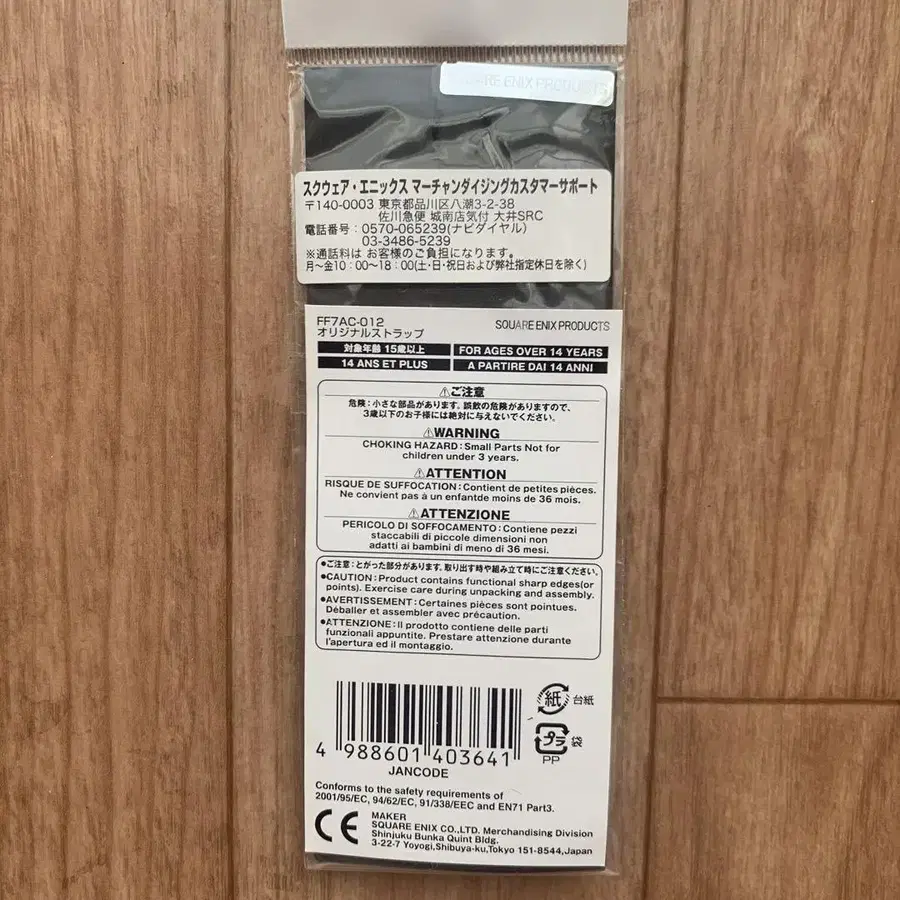 SQUARE ENIX PRODUCTS
スクウェア・エニックス マーチャンダイジングカスタマーサポート
〒140-0003 東京都品川区八潮3-2-38
佐川急便 城南店気付 大井SRC
電話番号:0570-065239(ナビダイヤル)
03-3486-5239
※通話料は お客様のご負担になります。
月〜金10:00〜18:00(土・日・祝日および弊社指定休日を除く)
FF7AC-012
オリジナルストラップ
SQUARE ENIX PRODUCTS
対象年齢 15歳以上
FOR AGES OVER 14 YEARS
14 ANS ET PLUS
A PARTIRE DAI 14 ANNI
⚠ご注意
危険:小さな部品があります。誤飲の危険がありますので、
3歳以下のお子様には絶対に与えないでください。
⚠WARNING
CHOKING HAZARD:Small Parts Not for
children under 3 years.
⚠ATTENTION
RISQUE DE SUFFOCATION:Contient de petites pièces.
Ne convient pas à un enfantde moins de 36 mois.
⚠ATTENZIONE
PERICOLO DI SOFFOCAMENTO:Contiene pezzi
staccabili di piccole dimensioni non
adatti ai bambini di meno di 36 mesi.
●ご注意:とがった部分があります。取り出す時や組み立て時にご注意ください。
●CAUTION:Product contains functional sharp edges(or
points). Exercise care during unpacking and assembly.
●AVERTISSEMENT:Certaines pièces sont pointues.
Déballer et assembler avec précaution.
●ATTENZIONE:Il prodotto contiene delle parti
funzionali appuntite. Prestare attenzione durante
l'apertura ed il montaggio.
紙 台紙
プラ 袋
PP
4 988601 403641
JANCODE
Conforms to the safety requirements of
2001/95/EC, 94/62/EC, 91/338/EEC and EN71 Part3.
CE
MAKER
SQUARE ENIX CO.,LTD. Merchandising Division
Shinjuku Bunka Quint Bldg.
3-22-7 Yoyogi,Shibuya-ku,Tokyo 151-8544,Japan